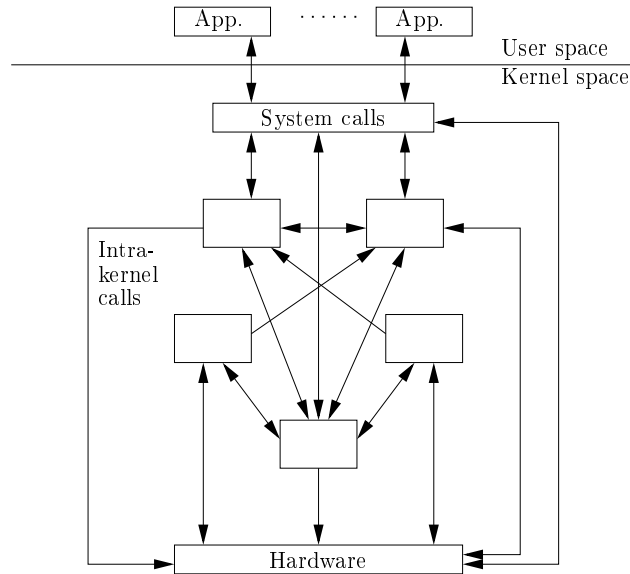 App. ...... App.
User space
Kernel space
System calls
Intra-
kernel
calls
Hardware